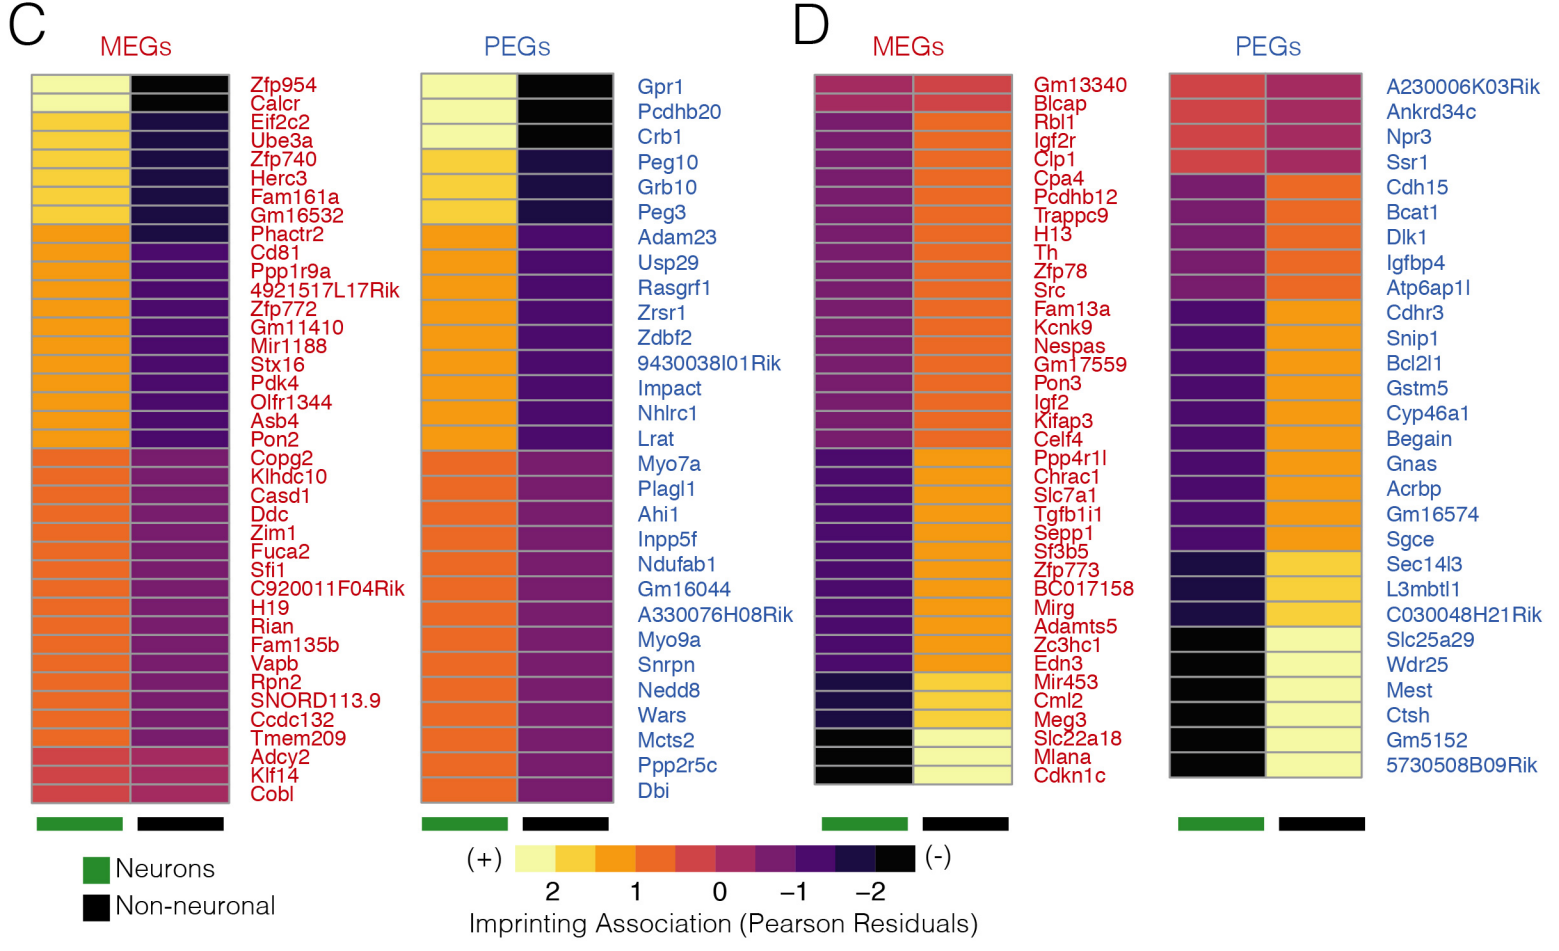 C
MEGs
PEGs
Zfp954
Calcr
Eif2c2
Ube3a
Zfp740
Herc3
Fam161a
Gm16532
Phactr2
Cd81
Ppp1r9a
4921517L17Rik
Zfp772
Gm11410
Mir1188
Stx16
Pdk4
Olfr1344
Asb4
Pon2
Copg2
Klhdc10
Casd1
Ddc
Zim1
Fuca2
Sfi1
C920011F04Rik
H19
Rian
Fam135b
Vapb
Rpn2
SNORD113.9
Ccdc132
Tmem209
Adcy2
Klf14
Cobl
Gpr1
Pcdhb20
Crb1
Peg10
Grb10
Peg3
Adam23
Usp29
Rasgrf1
Zrsr1
Zdbf2
9430038I01Rik
Impact
Nhlrc1
Lrat
Myo7a
Plagl1
Ahi1
Inpp5f
Ndufab1
Gm16044
A330076H08Rik
Myo9a
Snrpn
Nedd8
Wars
Mcts2
Ppp2r5c
Dbi
D
MEGs
PEGs
Gm13340
Blcap
Rbl1
Igf2r
Clp1
Cpa4
Pcdhb12
Trappc9
H13
Th
Zfp78
Src
Fam13a
Kcnk9
Nespas
Gm17559
Pon3
Igf2
Kifap3
Celf4
Ppp4r1l
Chrac1
Slc7a1
Tgfb1i1
Sepp1
Sf3b5
Zfp773
BC017158
Mirg
Adamts5
Zc3hc1
Edn3
Mir453
Cml2
Meg3
Slc22a18
Mlana
Cdkn1c
A230006K03Rik
Ankrd34c
Npr3
Ssr1
Cdh15
Bcat1
Dlk1
Igfbp4
Atp6ap1l
Cdhr3
Snip1
Bcl2l1
Gstm5
Cyp46a1
Begain
Gnas
Acrbp
Gm16574
Sgce
Sec14l3
L3mbtl1
C030048H21Rik
Slc25a29
Wdr25
Mest
Ctsh
Gm5152
5730508B09Rik
Neurons
Non-neuronal
(+) (-)
2 1 0 −1 −2
Imprinting Association (Pearson Residuals)